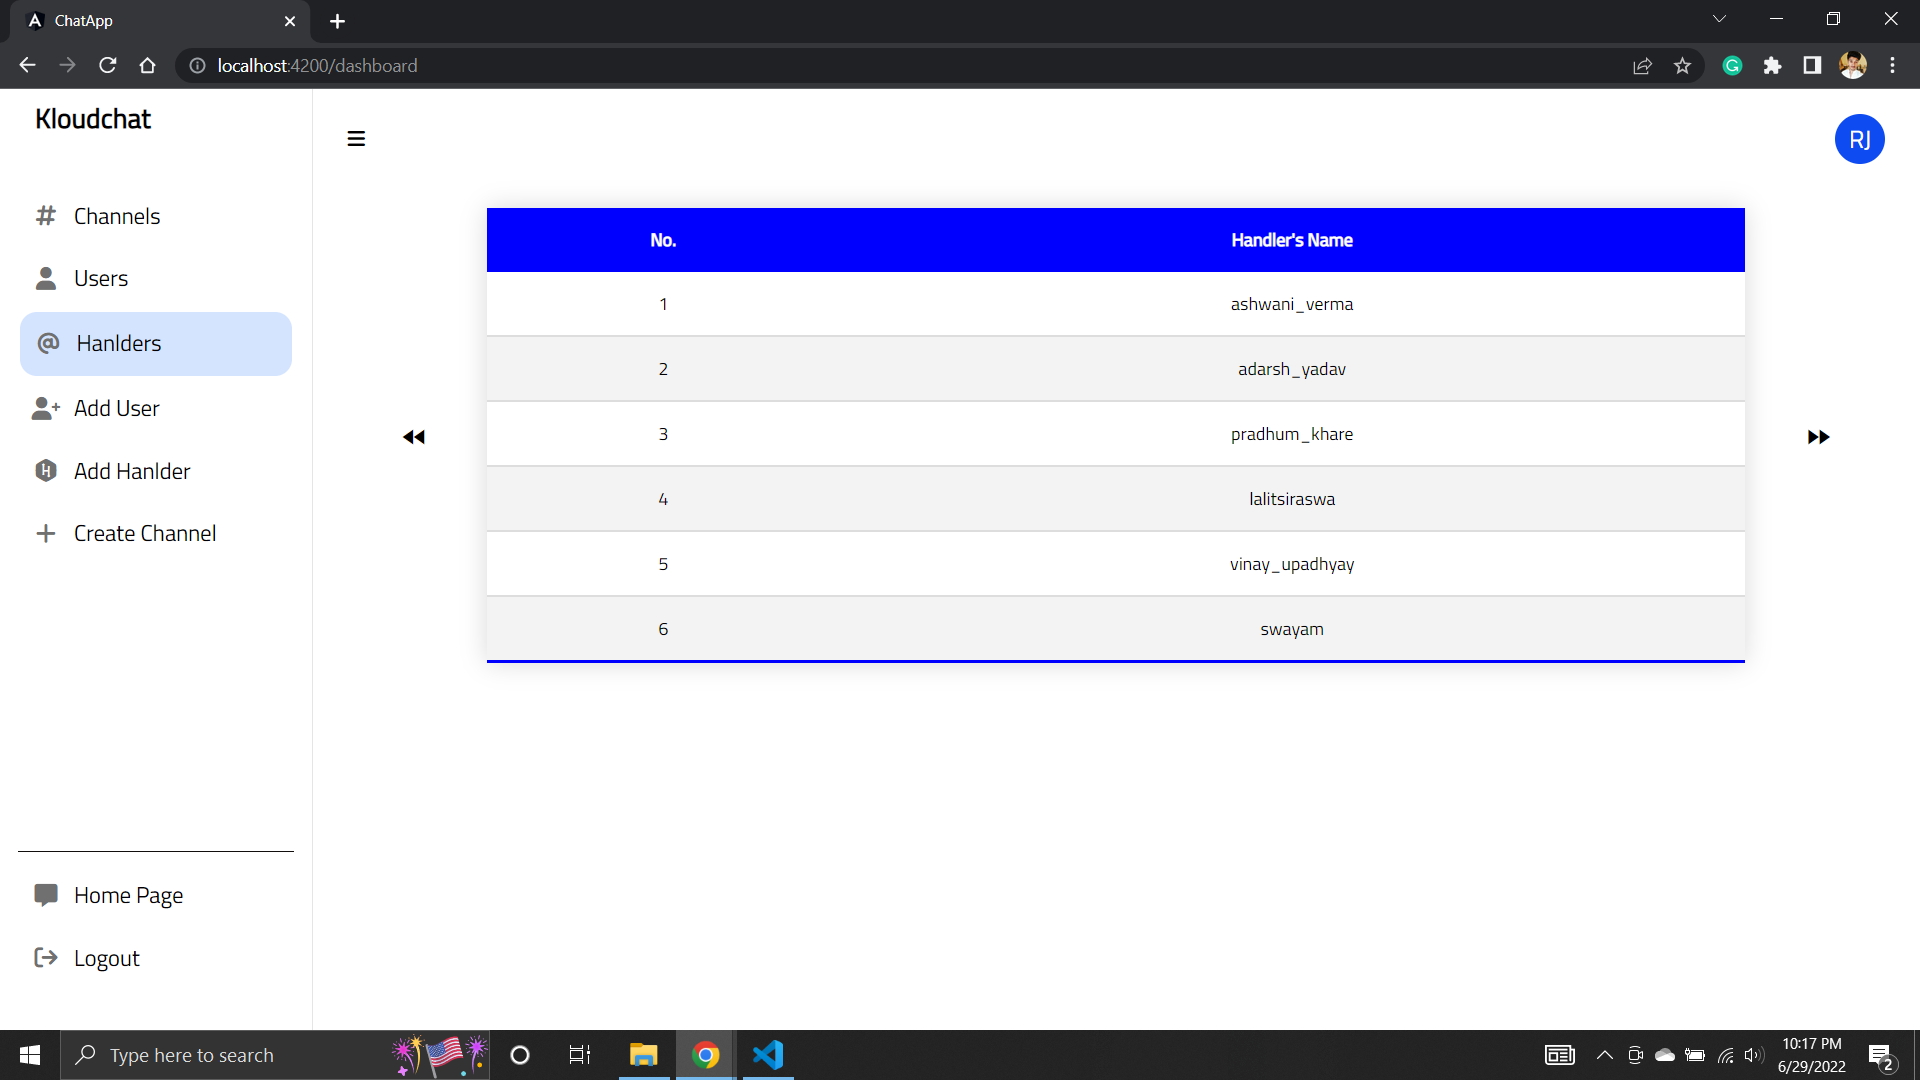 ChatApp
localhost:4200/dashboard
Kloudchat
RJ
Channels
Users
Hanlders
Add User
Add Hanlder
Create Channel
Home Page
Logout
No. Handler's Name
1 ashwani_verma
2 adarsh_yadav
3 pradhum_khare
4 lalitsiraswa
5 vinay_upadhyay
6 swayam
Type here to search
10:17 PM
6/29/2022
2